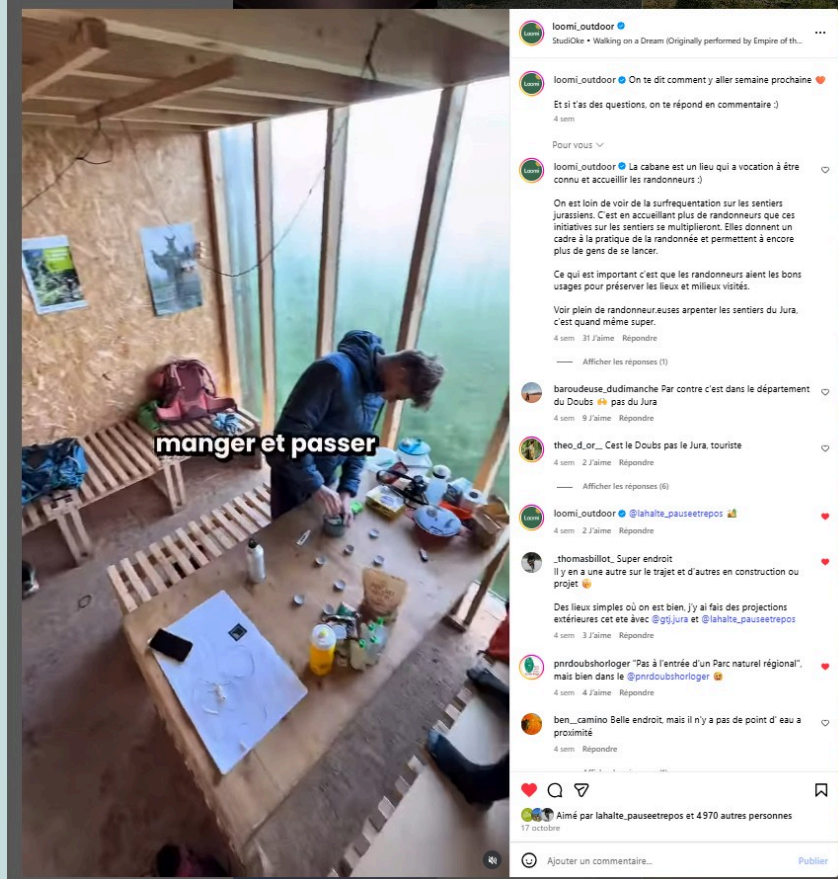 loomi_outdoor
StudiOke • Walking on a Dream (Originally performed by Empire of th...
loomi_outdoor On te dit comment y aller semaine prochaine
Et si t'as des questions, on te répond en commentaire :)
4 sem
Pour vous
loomi_outdoor La cabane est un lieu qui a vocation à être
connu et accueillir les randonneurs :)
On est loin de voir de la surfrequentation sur les sentiers
jurassiens. C'est en accueillant plus de randonneurs que ces
initiatives sur les sentiers se multiplieront. Elles donnent un
cadre à la pratique de la randonnée et permettent à encore
plus de gens de se lancer.
Ce qui est important c'est que les randonneurs aient les bons
usages pour préserver les lieux et milieux visités.
Voir plein de randonneur.euses arpenter les sentiers du Jura,
c'est quand même super.
4 sem 31 J'aime Répondre
Afficher les réponses (1)
baroudeuse_dudimanche Par contre c'est dans le département
du Doubs pas du Jura
4 sem 9 J'aime Répondre
theo_d_or__ Cest le Doubs pas le Jura, touriste
4 sem 2 J'aime Répondre
Afficher les réponses (6)
loomi_outdoor @lahalte_pauseetrepos
4 sem 2 J'aime Répondre
_thomasbillot_ Super endroit
Il y en a une autre sur le trajet et d'autres en construction ou
projet
Des lieux simples où on est bien, j'y ai fais des projections
extérieures cet ete àvec @gtj.jura et @lahalte_pauseetrepos
4 sem 3 J'aime Répondre
pnrdoubshorloger "Pas à l'entrée d'un Parc naturel régional",
mais bien dans le @pnrdoubshorloger
4 sem 4 J'aime Répondre
ben__camino Belle endroit, mais il n'y a pas de point d' eau a
proximité
4 sem Répondre
Aimé par lahalte_pauseetrepos et 4 970 autres personnes
17 octobre
Ajouter un commentaire...
Publier
manger et passer